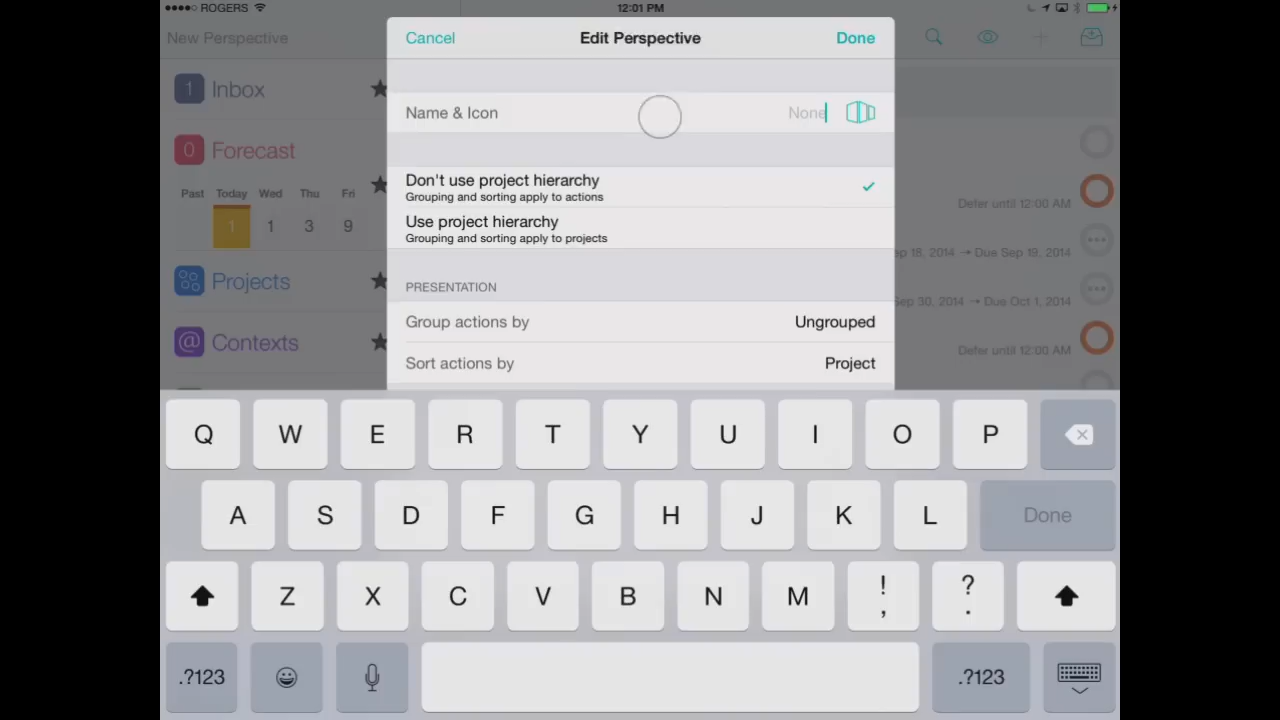 ROGERS 12:01 PM
New Perspective
Cancel Edit Perspective Done
1 Inbox
Name & Icon None
0 Forecast
Past Today Wed Thu Fri
1 1 3 9
Don't use project hierarchy
Grouping and sorting apply to actions
Use project hierarchy
Grouping and sorting apply to projects
Defer until 12:00 AM
ep 18, 2014 → Due Sep 19, 2014
Projects
PRESENTATION
Sep 30, 2014 → Due Oct 1, 2014
Group actions by Ungrouped
@ Contexts
Defer until 12:00 AM
Sort actions by Project
Q W E R T Y U I O P
A S D F G H J K L Done
Z X C V B N M ! , ? .
.?123 .?123